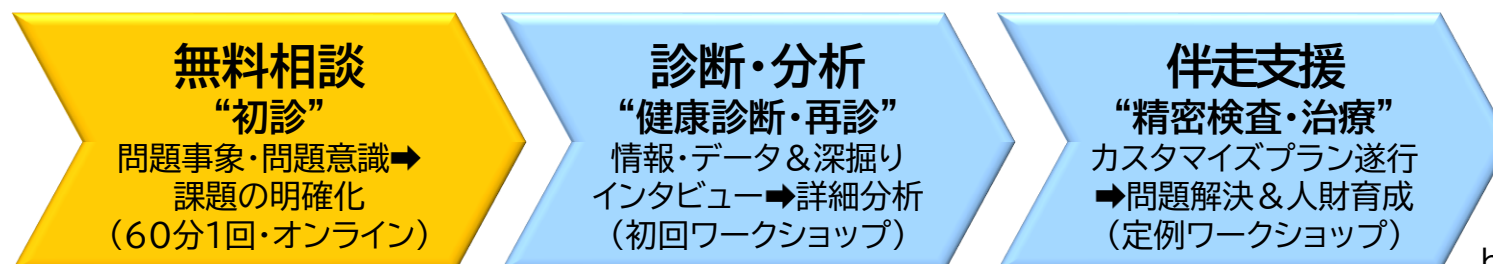 無料相談
“初診”
問題事象・問題意識➡
課題の明確化
（60分1回・オンライン）
診断・分析
“健康診断・再診”
情報・データ＆深掘り
インタビュー➡詳細分析
（初回ワークショップ）
伴走支援
“精密検査・治療”
カスタマイズプラン遂行
➡問題解決＆人財育成
（定例ワークショップ）